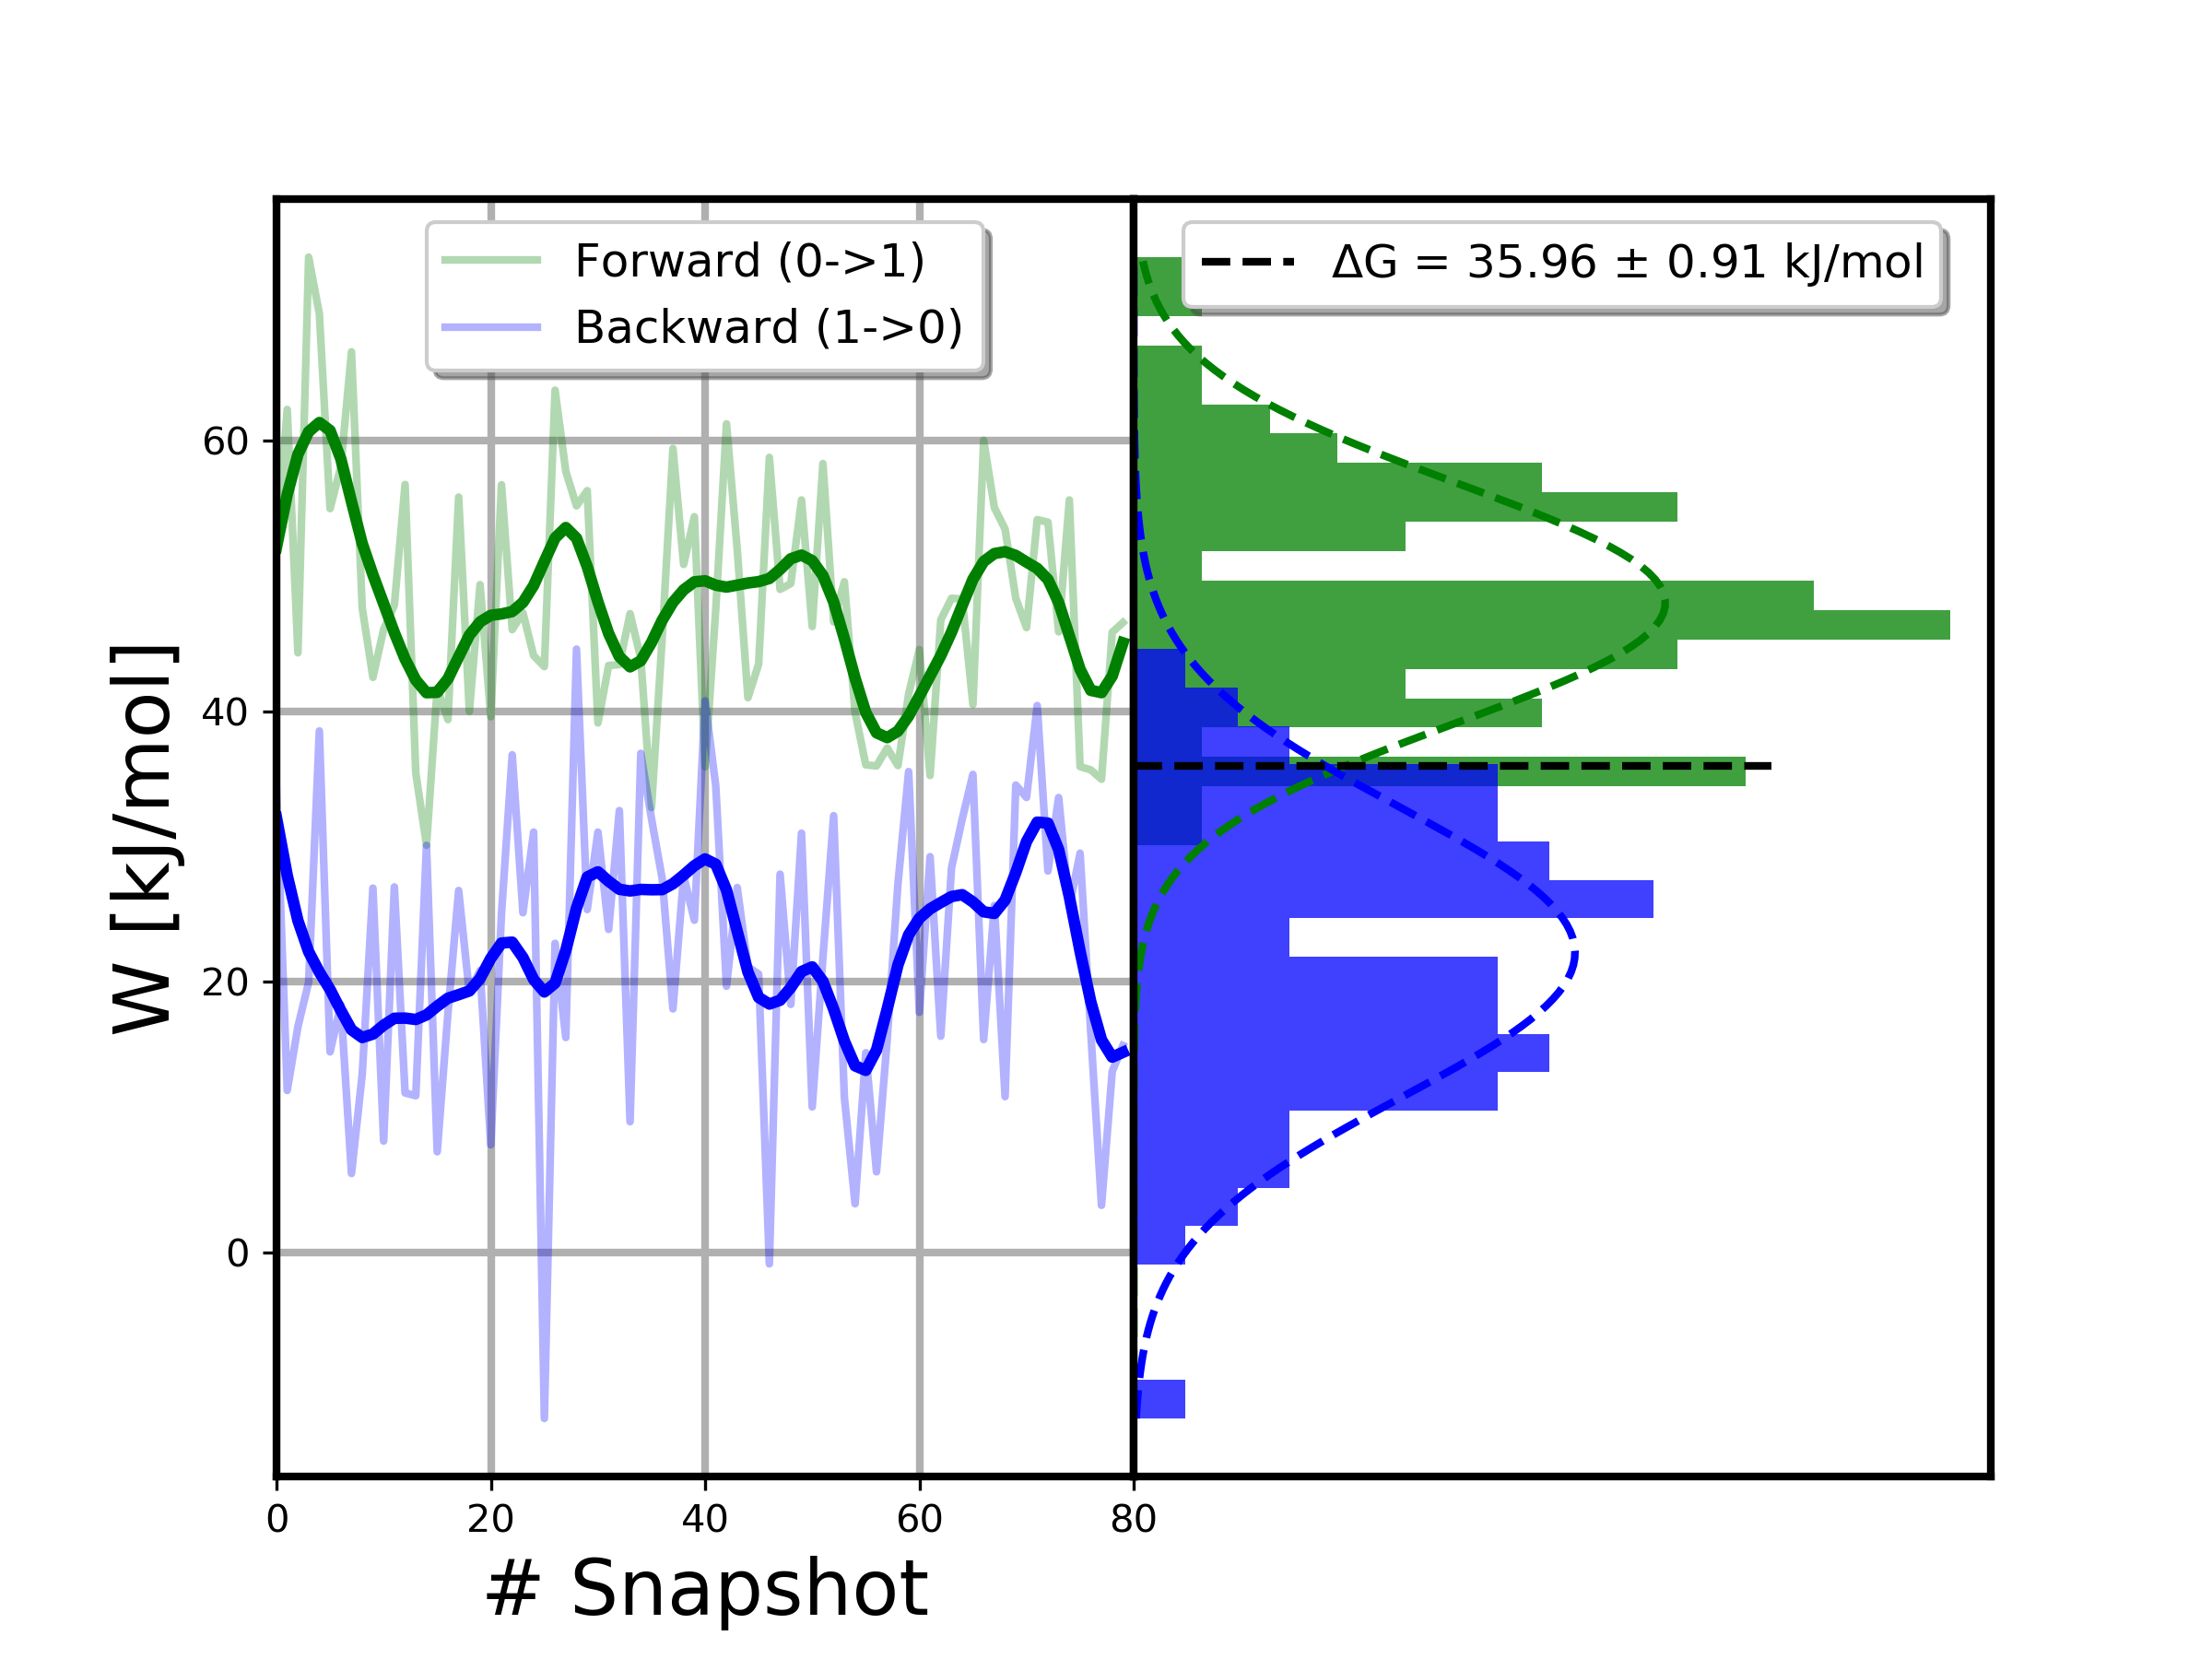 Forward (0->1)
Backward (1->0)
ΔG = 35.96 ± 0.91 kJ/mol
W [kJ/mol]
60
40
20
0
0 20 40 60 80
# Snapshot